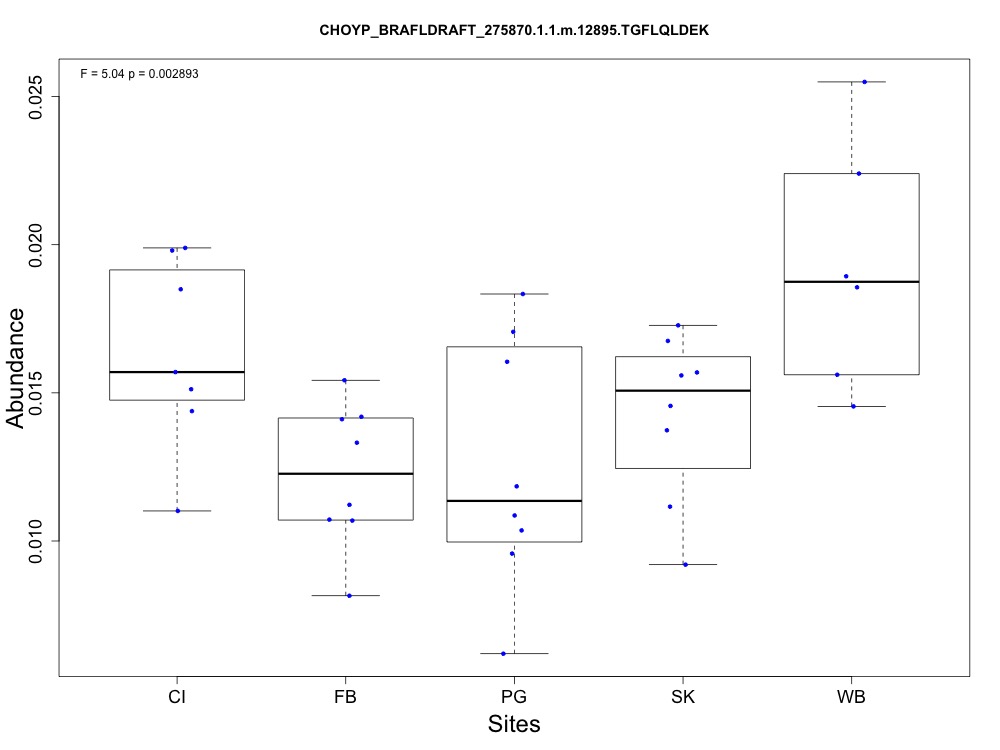 CHOYP_BRAFLDRAFT_275870.1.1.m.12895.TGFLQLDEK
F = 5.04 p = 0.002893
0.025
0.020
0.015
0.010
Abundance
CI FB PG SK WB
Sites